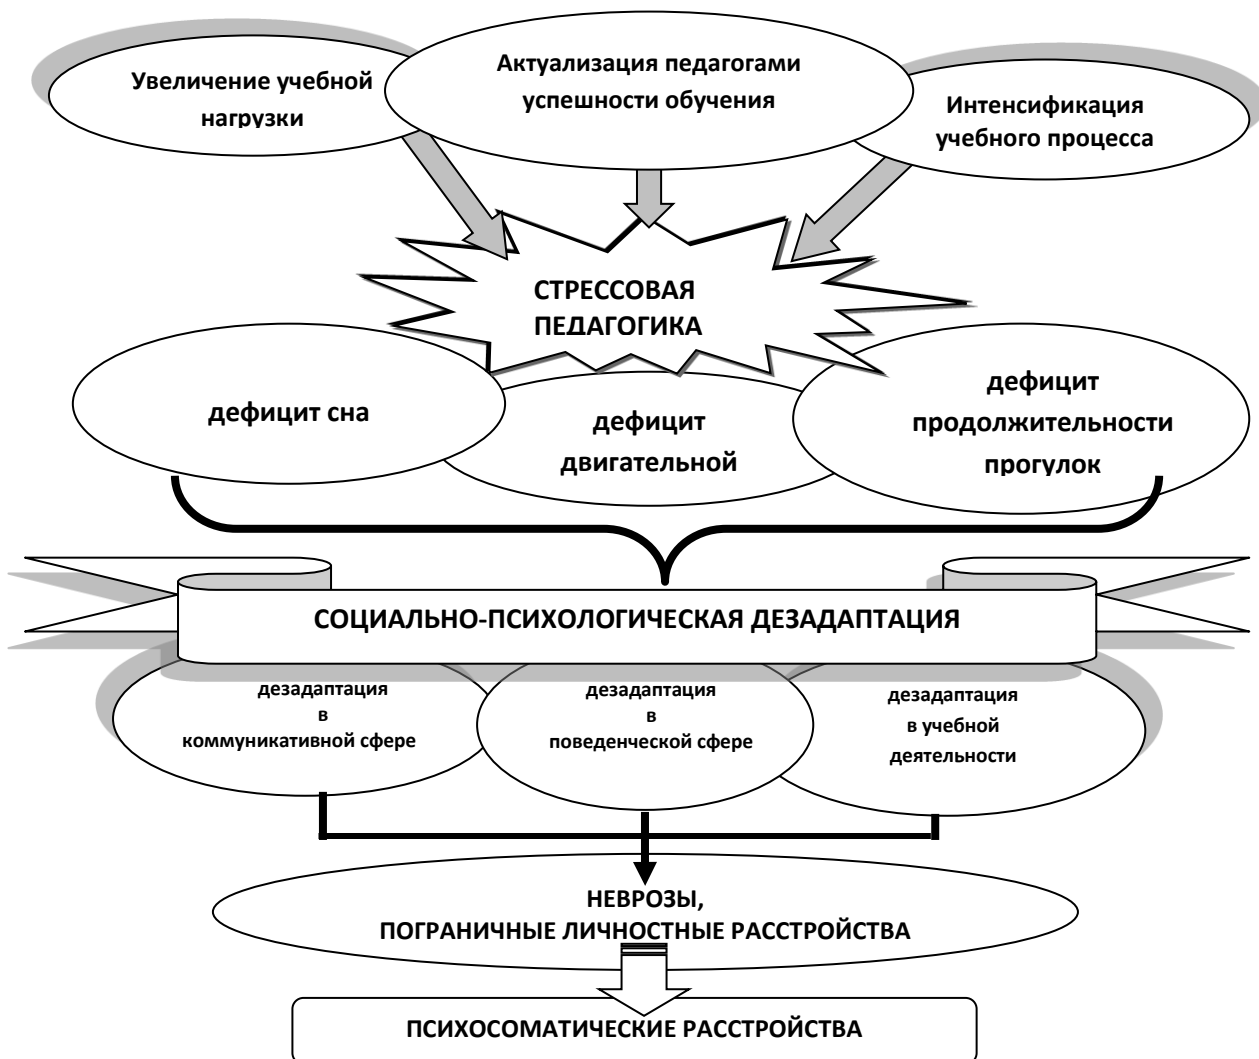 Увеличение учебной
нагрузки
Актуализация педагогами
успешности обучения
Интенсификация
учебного процесса
СТРЕССОВАЯ
ПЕДАГОГИКА
дефицит сна
дефицит
двигательной
дефицит
продолжительности
прогулок
СОЦИАЛЬНО-ПСИХОЛОГИЧЕСКАЯ ДЕЗАДАПТАЦИЯ
дезадаптация
в
коммуникативной сфере
дезадаптация
в
поведенческой сфере
дезадаптация
в учебной
деятельности
НЕВРОЗЫ,
ПОГРАНИЧНЫЕ ЛИЧНОСТНЫЕ РАССТРОЙСТВА
ПСИХОСОМАТИЧЕСКИЕ РАССТРОЙСТВА